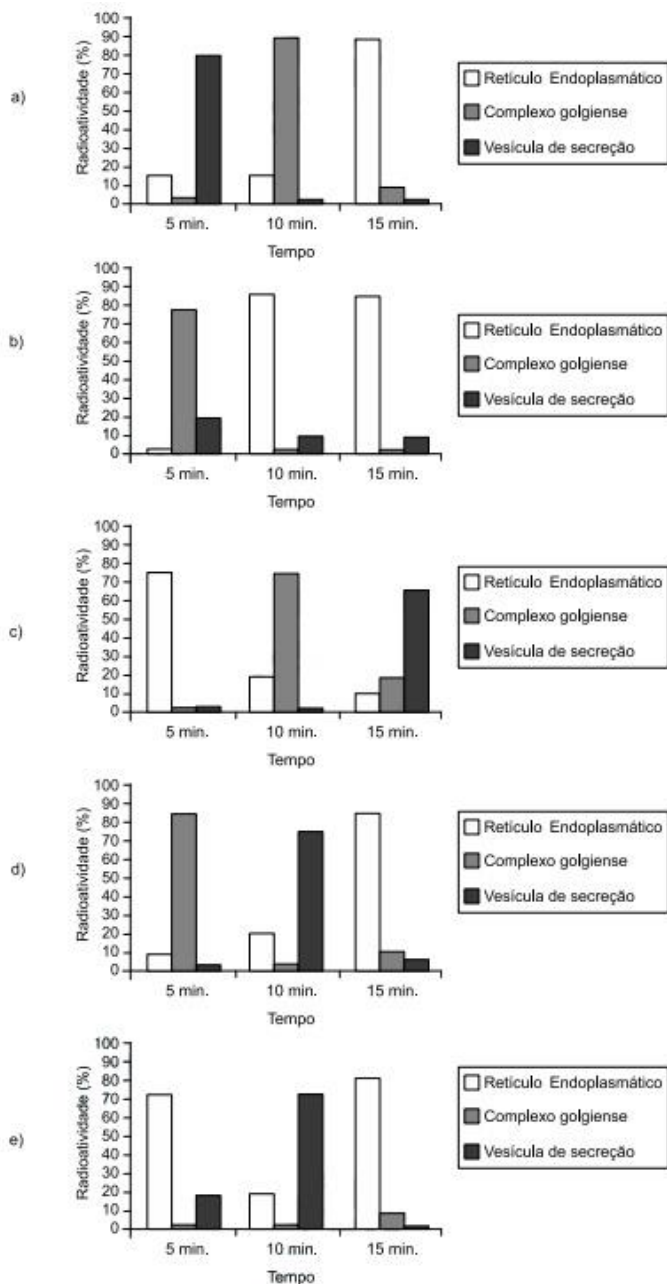 a)
Radioatividade (%)
100
90
80
70
60
50
40
30
20
10
0
5 min.
10 min.
15 min.
Tempo
Retículo Endoplasmático
Complexo golgiense
Vesícula de secreção
b)
Radioatividade (%)
100
90
80
70
60
50
40
30
20
10
0
5 min.
10 min.
15 min.
Tempo
Retículo Endoplasmático
Complexo golgiense
Vesícula de secreção
c)
Radioatividade (%)
100
90
80
70
60
50
40
30
20
10
0
5 min.
10 min.
15 min.
Tempo
Retículo Endoplasmático
Complexo golgiense
Vesícula de secreção
d)
Radioatividade (%)
100
90
80
70
60
50
40
30
20
10
0
5 min.
10 min.
15 min.
Tempo
Retículo Endoplasmático
Complexo golgiense
Vesícula de secreção
e)
Radioatividade (%)
100
90
80
70
60
50
40
30
20
10
0
5 min.
10 min.
15 min.
Tempo
Retículo Endoplasmático
Complexo golgiense
Vesícula de secreção